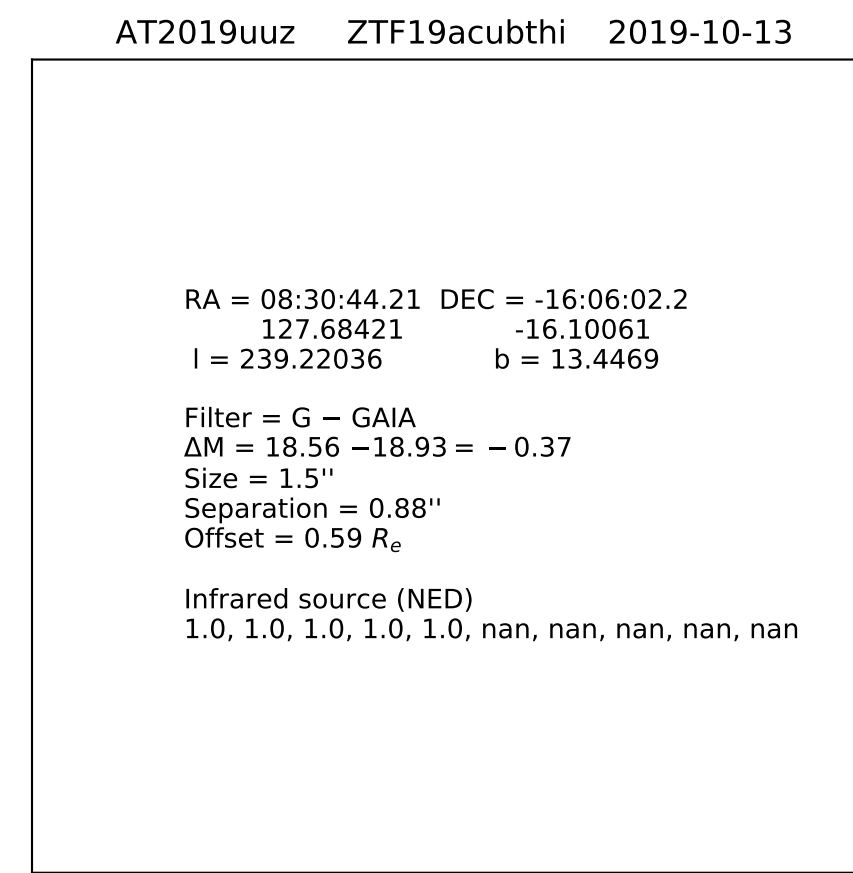 AT2019uuz ZTF19acubthi 2019-10-13
RA = 08:30:44.21 DEC = -16:06:02.2
127.68421 -16.10061
l = 239.22036 b = 13.4469
Filter = G − GAIA
ΔM = 18.56 −18.93 = − 0.37
Size = 1.5''
Separation = 0.88''
Offset = 0.59 Rₑ
Infrared source (NED)
1.0, 1.0, 1.0, 1.0, 1.0, nan, nan, nan, nan, nan